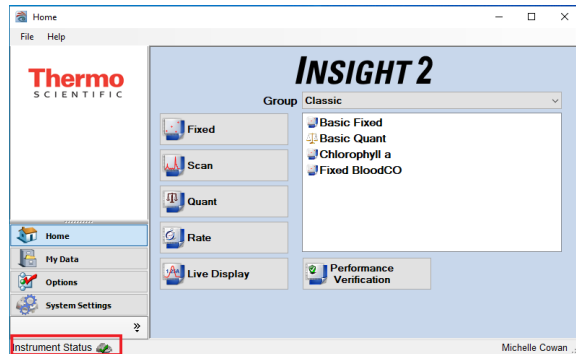 Home
File Help
Thermo
SCIENTIFIC
INSIGHT 2
Group Classic
Fixed
Scan
Quant
Rate
Live Display
Basic Fixed
Basic Quant
Chlorophyll a
Fixed BloodCO
Performance
Verification
Home
My Data
Options
System Settings
Instrument Status
Michelle Cowan